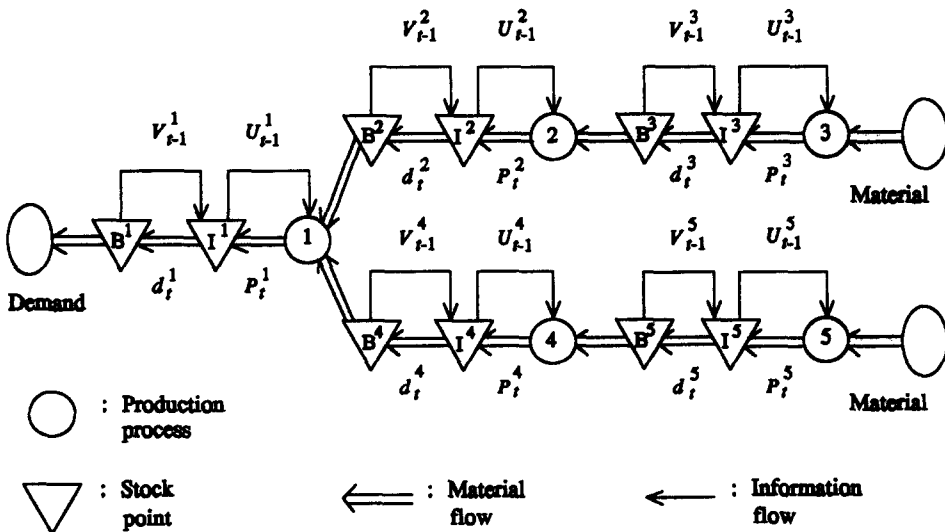 V²ₜ₋₁ U²ₜ₋₁ V³ₜ₋₁ U³ₜ₋₁
V¹ₜ₋₁ U¹ₜ₋₁
B² I² 2 B³ I³ 3
d²ₜ P²ₜ d³ₜ P³ₜ
Material
B¹ I¹ 1
d¹ₜ P¹ₜ
Demand
V⁴ₜ₋₁ U⁴ₜ₋₁ V⁵ₜ₋₁ U⁵ₜ₋₁
B⁴ I⁴ 4 B⁵ I⁵ 5
d⁴ₜ P⁴ₜ d⁵ₜ P⁵ₜ
Material
: Production
process
: Stock
point
: Material
flow
: Information
flow